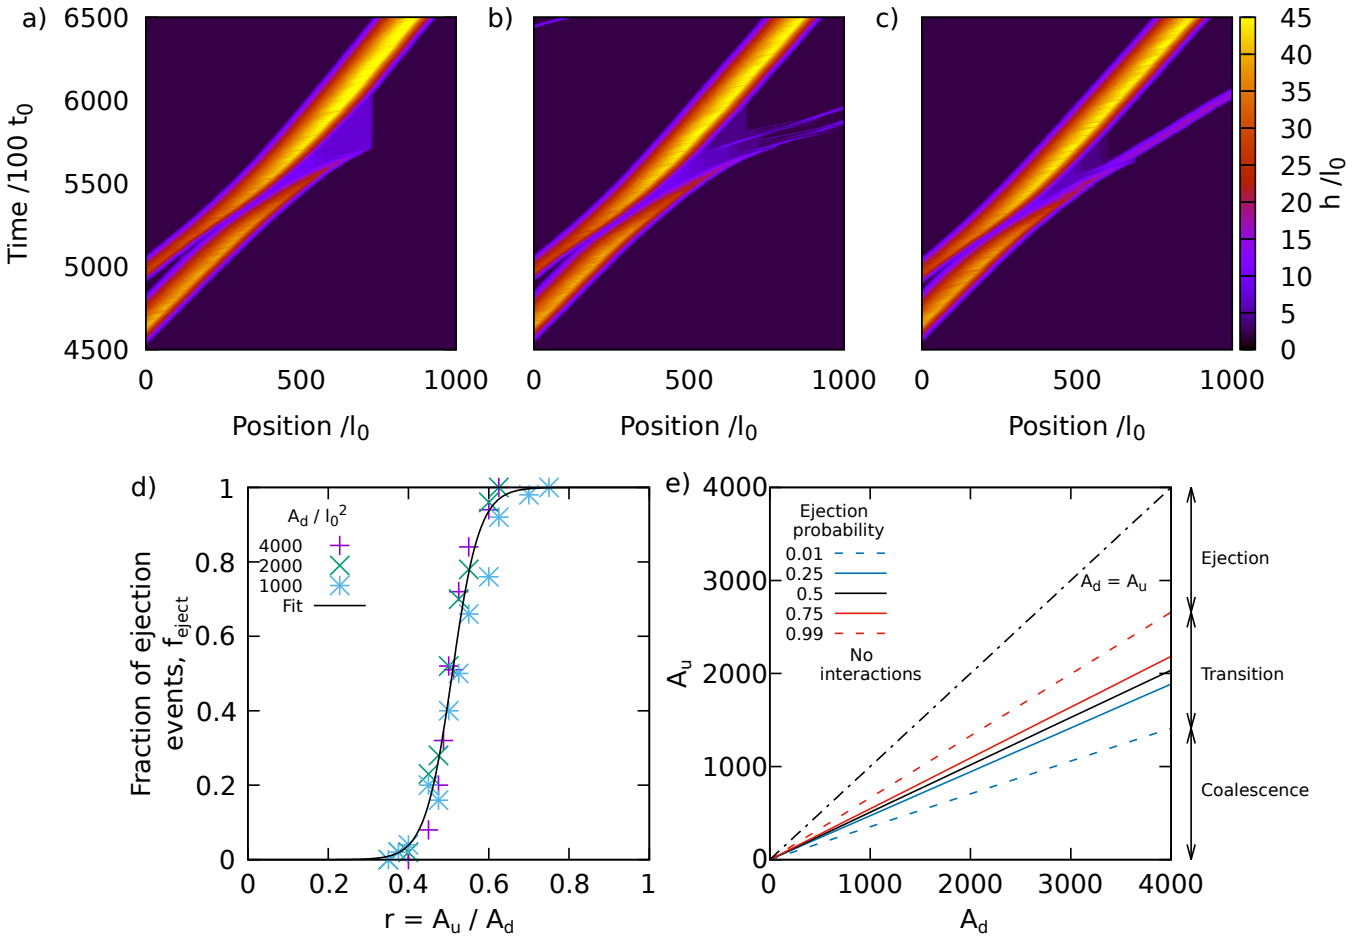 a)
b)
c)
6500
6000
5500
5000
4500
Time /100 t0
0
500
1000
0
500
1000
0
500
1000
Position /l0
Position /l0
Position /l0
45
40
35
30
25
20
15
10
5
0
h /l0
d)
1
0.8
0.6
0.4
0.2
0
Fraction of ejection
events, feject
Ad / l0²
4000
2000
1000
Fit
0
0.2
0.4
0.6
0.8
1
r = Au / Ad
e)
4000
3000
2000
1000
0
Au
Ejection
probability
0.01
0.25
0.5
0.75
0.99
No
interactions
Ad = Au
Ejection
Transition
Coalescence
0
1000
2000
3000
4000
Ad